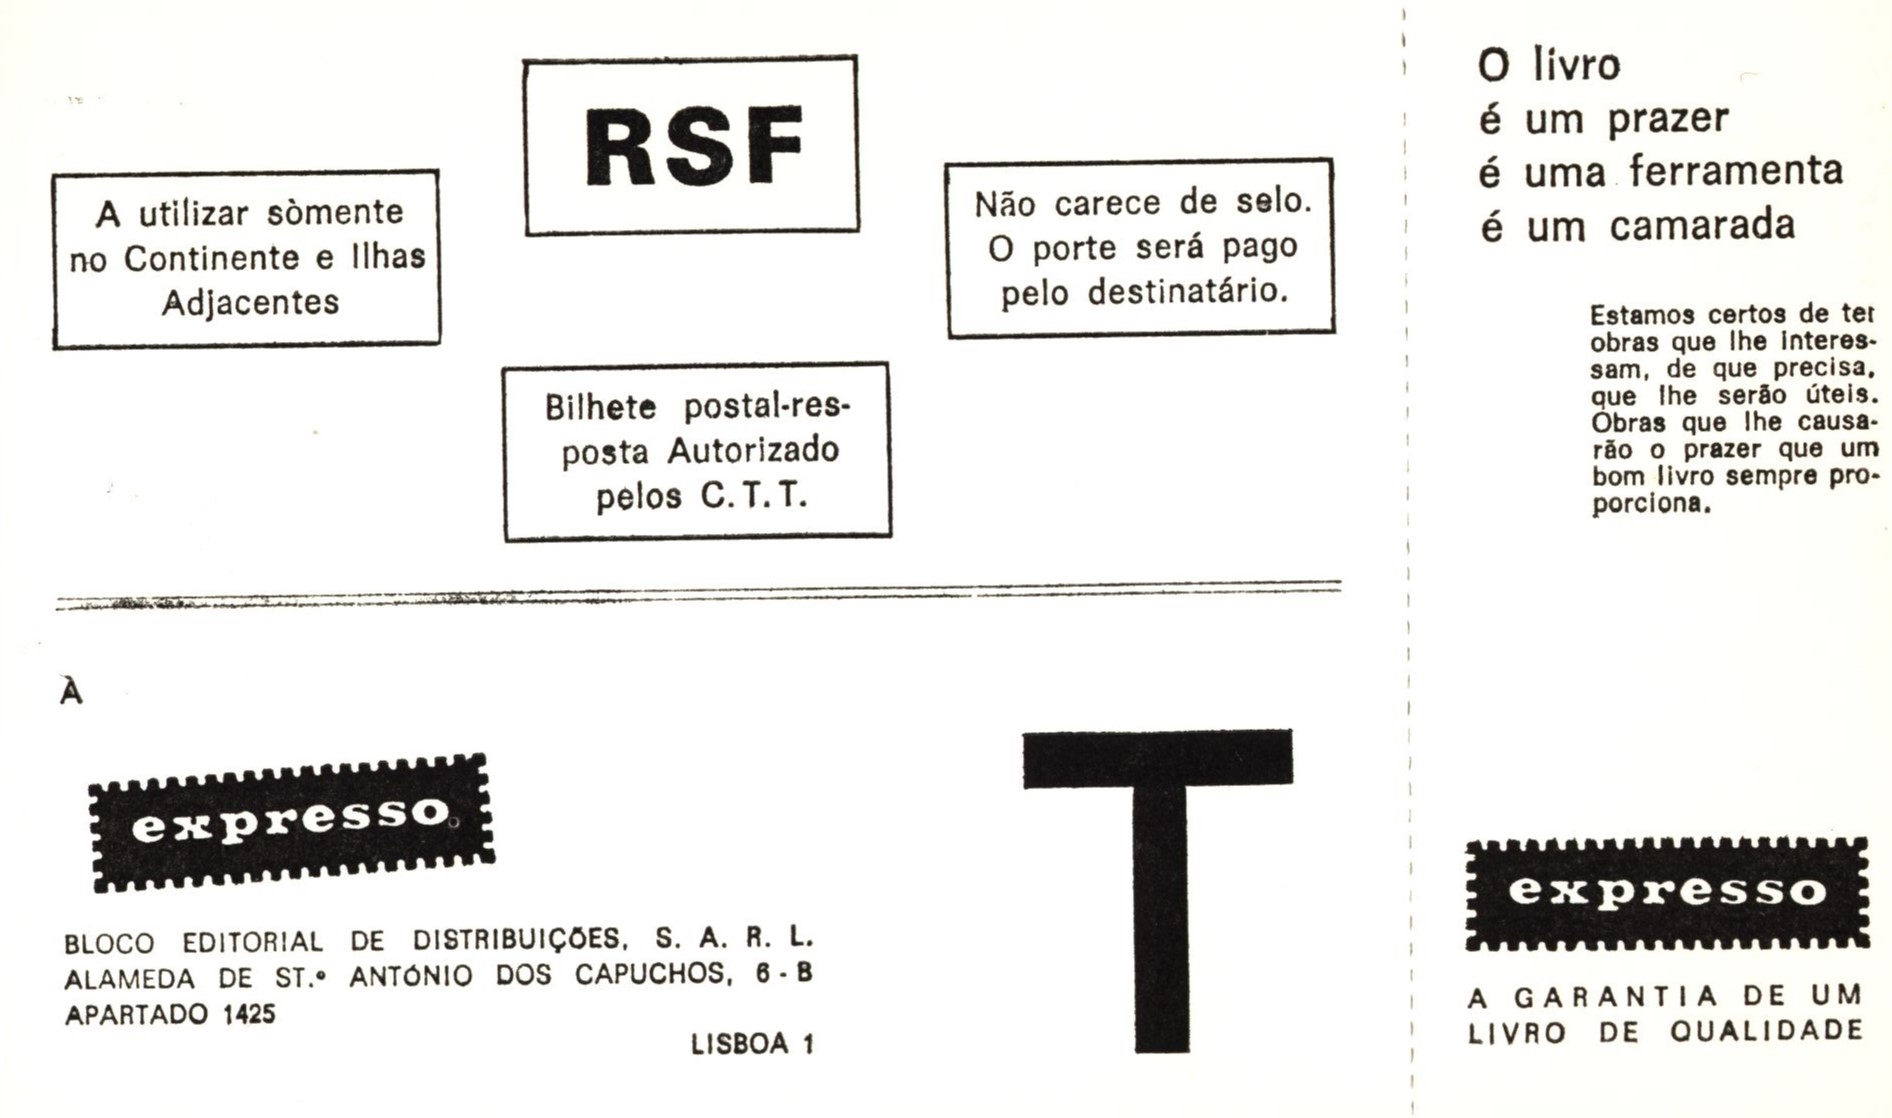 RSF
A utilizar sòmente
no Continente e Ilhas
Adjacentes
Não carece de selo.
O porte será pago
pelo destinatário.
Bilhete postal-res-
posta Autorizado
pelos C.T.T.
À
expresso
BLOCO EDITORIAL DE DISTRIBUIÇÕES, S. A. R. L.
ALAMEDA DE ST.º ANTÓNIO DOS CAPUCHOS, 6-B
APARTADO 1425
LISBOA 1
T
O livro
é um prazer
é uma ferramenta
é um camarada
Estamos certos de ter
obras que lhe interes-
sam, de que precisa,
que lhe serão úteis.
Obras que lhe causa-
rão o prazer que um
bom livro sempre pro-
porciona.
expresso
A GARANTIA DE UM
LIVRO DE QUALIDADE